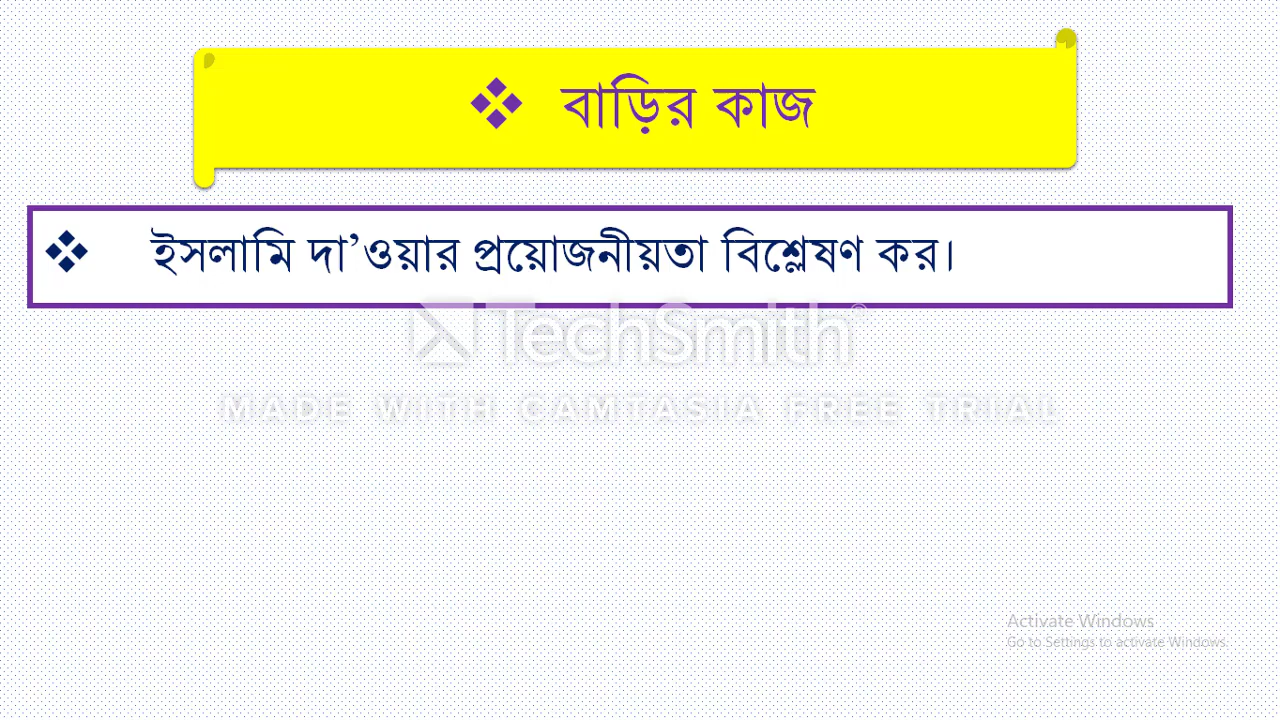 ❖ বাড়ির কাজ
❖ ইসলামি দা’ওয়ার প্রয়োজনীয়তা বিশ্লেষণ কর।
TechSmith®
MADE WITH CAMTASIA FREE TRIAL
Activate Windows
Go to Settings to activate Windows.